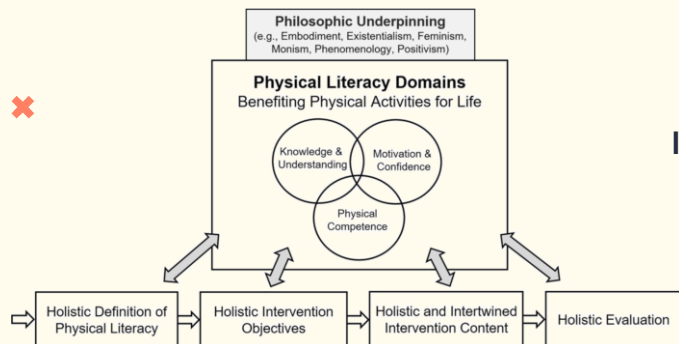 Philosophic Underpinning
(e.g., Embodiment, Existentialism, Feminism,
Monism, Phenomenology, Positivism)
Physical Literacy Domains
Benefiting Physical Activities for Life
Knowledge &
Understanding
Motivation &
Confidence
Physical
Competence
Holistic Definition of
Physical Literacy
Holistic Intervention
Objectives
Holistic and Intertwined
Intervention Content
Holistic Evaluation